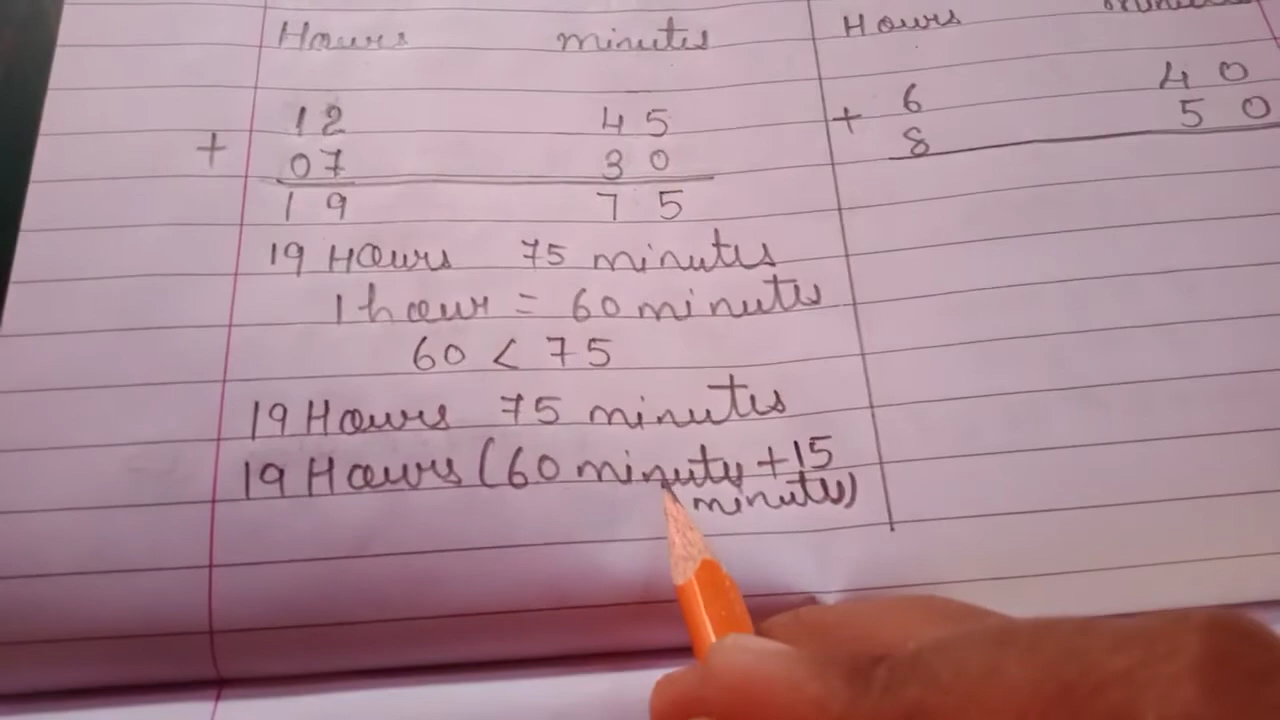 Hours minutes
12 45
+ 07 30
19 75
19 Hours 75 minutes
1 hour = 60 minutes
60 < 75
19 Hours 75 minutes
19 Hours (60 minutes + 15
minutes)
Hours
6 40
+ 8 50